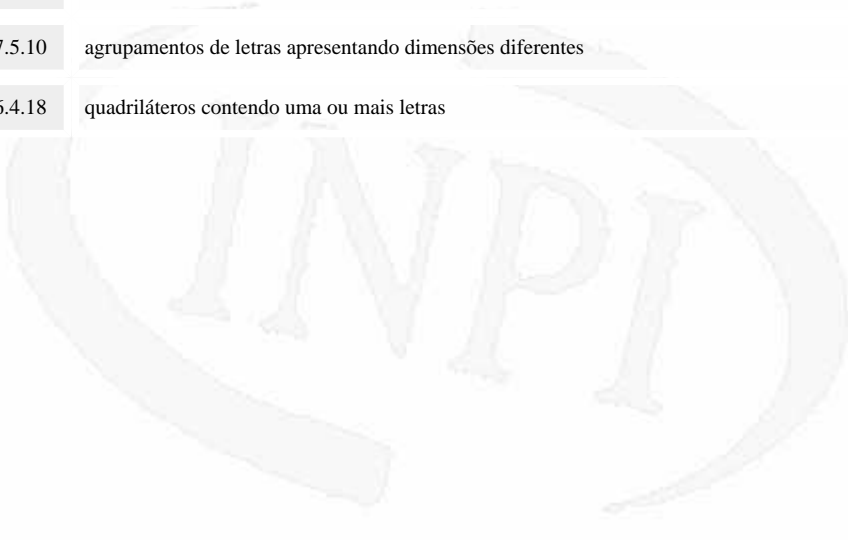 7.5.10 agrupamentos de letras apresentando dimensões diferentes
6.4.18 quadriláteros contendo uma ou mais letras
INPI